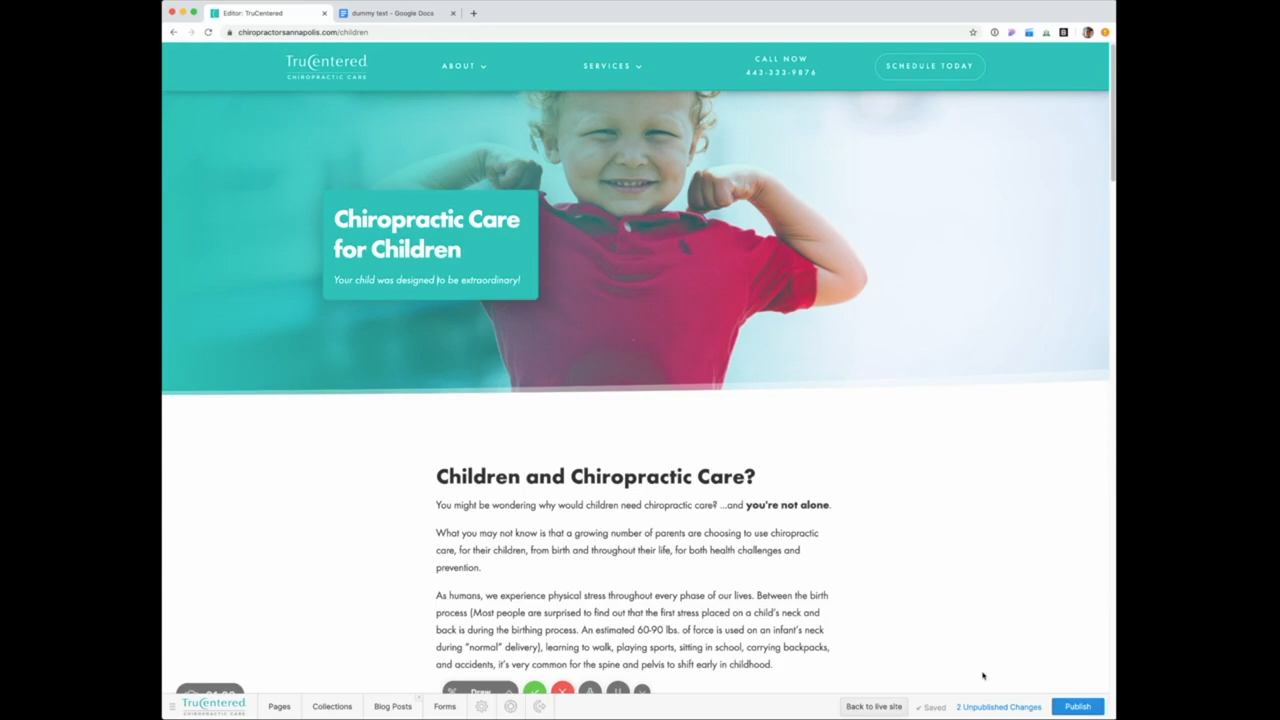 Editor: TruCentered
dummy text - Google Docs
chiropractorsannapolis.com/children
TruCentered
CHIROPRACTIC CARE
ABOUT
SERVICES
CALL NOW
443-333-9876
SCHEDULE TODAY
Chiropractic Care
for Children
Your child was designed to be extraordinary!
Children and Chiropractic Care?
You might be wondering why would children need chiropractic care? ...and you're not alone.
What you may not know is that a growing number of parents are choosing to use chiropractic
care, for their children, from birth and throughout their life, for both health challenges and
prevention.
As humans, we experience physical stress throughout every phase of our lives. Between the birth
process (Most people are surprised to find out that the first stress placed on a child's neck and
back is during the birthing process. An estimated 60-90 lbs. of force is used on an infant's neck
during "normal" delivery), learning to walk, playing sports, sitting in school, carrying backpacks,
and accidents, it's very common for the spine and pelvis to shift early in childhood.
Draw
TruCentered
CHIROPRACTIC CARE
Pages
Collections
Blog Posts
Forms
Back to live site
Saved
2 Unpublished Changes
Publish